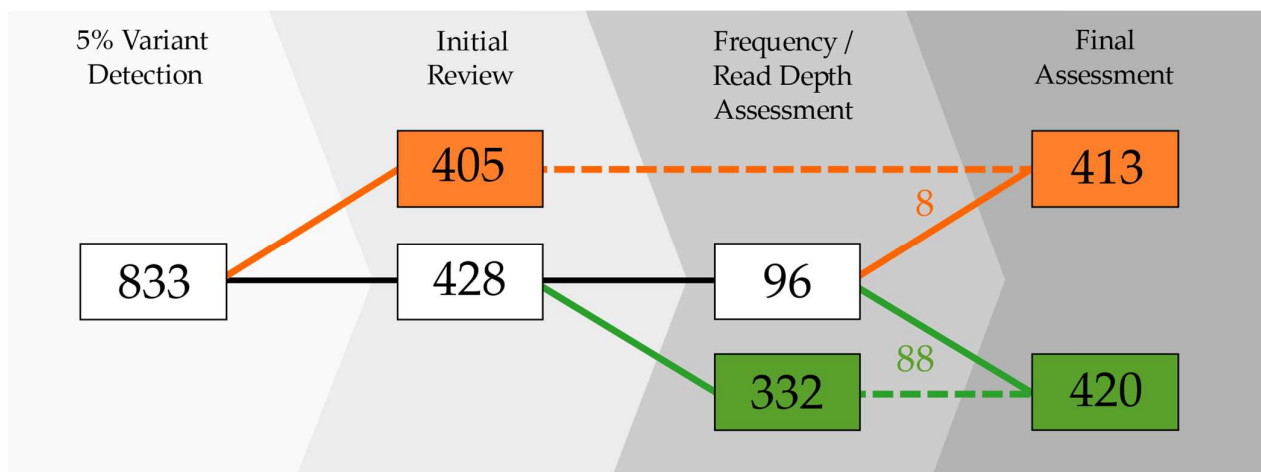 5% Variant
Detection
Initial
Review
Frequency /
Read Depth
Assessment
Final
Assessment
405
413
8
833
428
96
88
332
420